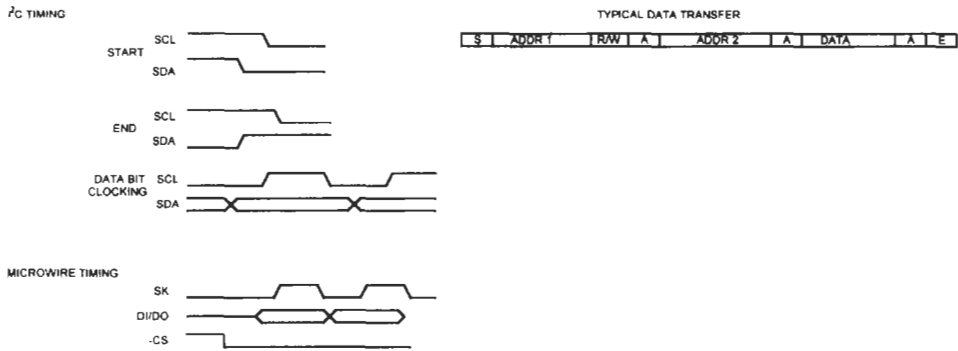 I²C TIMING
TYPICAL DATA TRANSFER
S ADDR 1 R/W A ADDR 2 A DATA A E
START
SCL
SDA
END
SCL
SDA
DATA BIT CLOCKING
SCL
SDA
MICROWIRE TIMING
SK
DI/DO
-CS